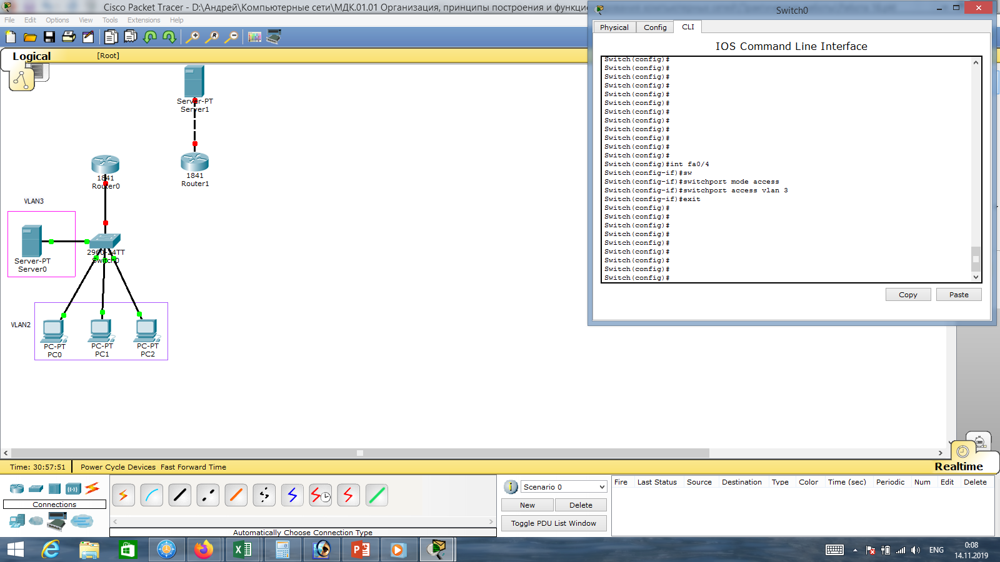 Cisco Packet Tracer - D:\Андрей\Компьютерные сети\МДК.01.01 Организация, принципы построения и функцис
File Edit Options View Tools Extensions Help
Logical
[Root]
Server-PT
Server1
1841
Router1
1841
Router0
VLAN3
Server-PT
Server0
2960-24TT
Switch0
VLAN2
PC-PT
PC0
PC-PT
PC1
PC-PT
PC2
Switch0
Physical Config CLI
IOS Command Line Interface
Switch(config)#
Switch(config)#
Switch(config)#
Switch(config)#
Switch(config)#
Switch(config)#
Switch(config)#
Switch(config)#
Switch(config)#
Switch(config)#
Switch(config)#
Switch(config)#
Switch(config)#int fa0/4
Switch(config-if)#sw
Switch(config-if)#switchport mode access
Switch(config-if)#switchport access vlan 3
Switch(config-if)#exit
Switch(config)#
Switch(config)#
Switch(config)#
Switch(config)#
Switch(config)#
Switch(config)#
Switch(config)#
Switch(config)#
Switch(config)#
Copy Paste
Time: 30:57:51 Power Cycle Devices Fast Forward Time
Realtime
Connections
Automatically Choose Connection Type
Scenario 0
New Delete
Toggle PDU List Window
Fire Last Status Source Destination Type Color Time (sec) Periodic Num Edit Delete
ENG
0:08
14.11.2019